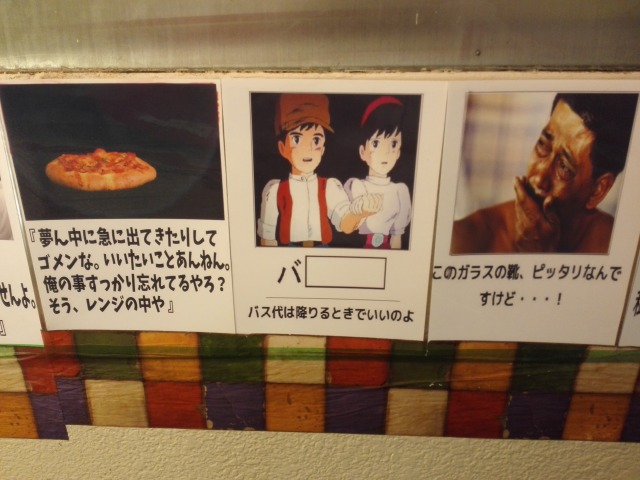 『夢ん中に急に出てきたりして
ゴメンな。いいたいことあんねん。
俺の事すっかり忘れてるやろ?
そう、レンジの中や』
バ
バス代は降りるときでいいのよ
このガラスの靴、ピッタリなんで
すけど・・・!
せんよ。
』